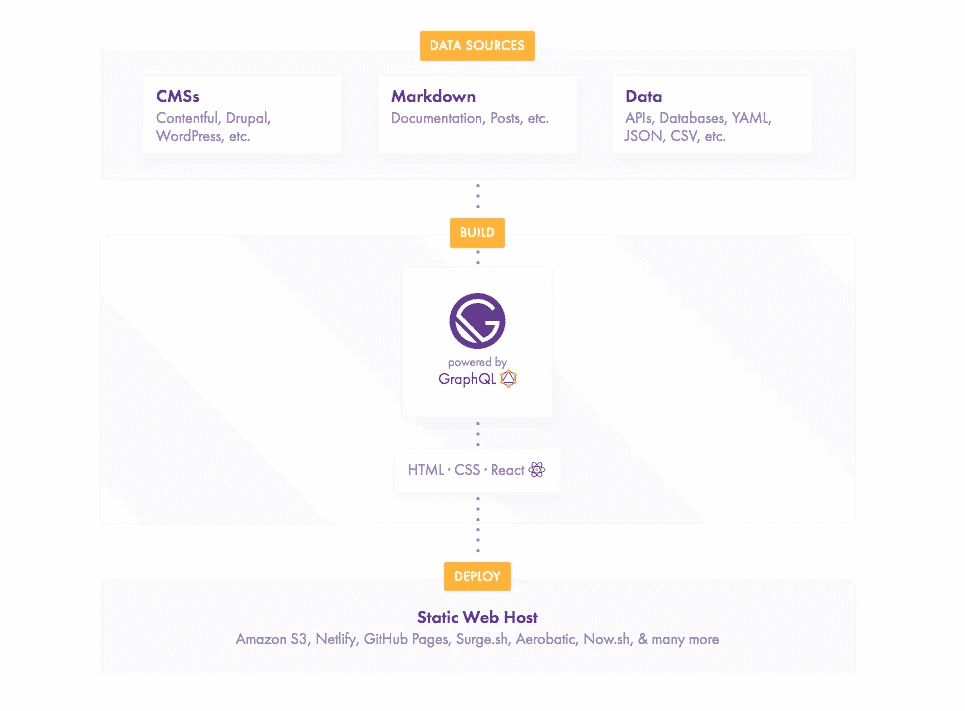 DATA SOURCES
CMSs
Contentful, Drupal,
WordPress, etc.
Markdown
Documentation, Posts, etc.
Data
APIs, Databases, YAML,
JSON, CSV, etc.
BUILD
powered by
GraphQL
HTML · CSS · React
DEPLOY
Static Web Host
Amazon S3, Netlify, GitHub Pages, Surge.sh, Aerobatic, Now.sh, & many more